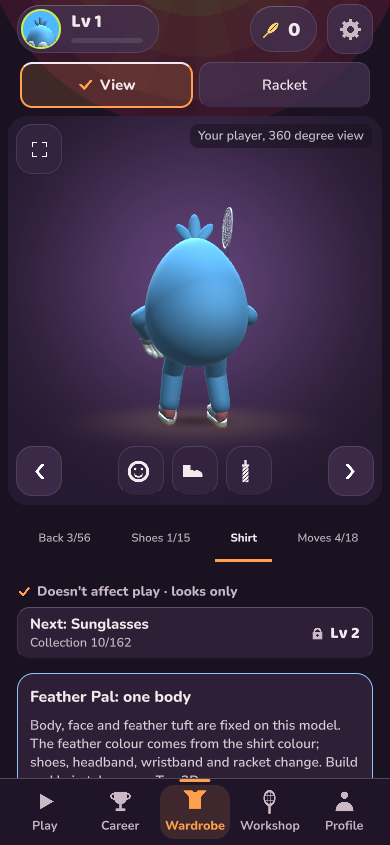 Lv 1
0
View
Racket
Your player, 360 degree view
Back 3/56
Shoes 1/15
Shirt
Moves 4/18
Doesn't affect play · looks only
Next: Sunglasses
Collection 10/162
Lv 2
Feather Pal: one body
Body, face and feather tuft are fixed on this model.
The feather colour comes from the shirt colour;
shoes, headband, wristband and racket change. Build
Play
Career
Wardrobe
Workshop
Profile